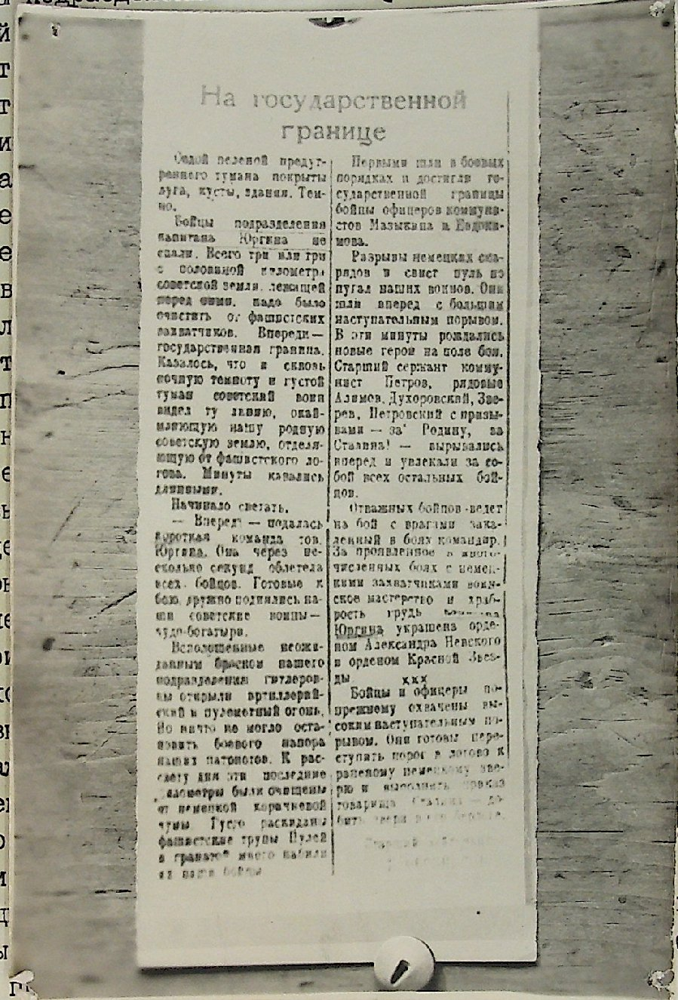 На государственной
границе
Седой пеленой предут-
реннего тумана покрыты
луга, кусты, здания. Тем-
но.
Бойцы подразделения
капитана Юргина не
спали. Всего три или три
с половиной километра
советской земли, лежащей
перед ними, надо было
очистить от фашистских
захватчиков. Впереди —
государственная граница.
Казалось, что и сквозь
ночную темноту и густой
туман советский воин
видел ту линию, окай-
мляющую нашу родную
советскую землю, отделя-
ющую от фашистского ло-
гова. Минуты казались
длинными.
Начинало светать.
— Вперед! — подалась
короткая команда тов.
Юргина. Она через не-
сколько секунд облетела
всех бойцов. Готовые к
бою, дружно поднялись на-
ши советские воины —
чудо-богатыри.
Всполошенные неожи-
данным броском нашего
подразделения гитлеров-
цы открыли артиллерий-
ский и пулеметный огонь.
Но ничто не могло оста-
новить боевого напора
наших патриотов. К рас-
свету дня эти последние
километры были очищены
от немецкой коричневой
чумы. Густо раскиданы
фашистские трупы. Пулей
и гранатой много набили
их наши бойцы
Первыми шли в боевых
порядках и достигли го-
сударственной границы
бойцы офицеров коммуни-
стов Мазыкина и Евдоки-
мова.
Разрывы немецких сна-
рядов и свист пуль не
пугал наших воинов. Они
шли вперед с большим
наступательным порывом.
В эти минуты рождались
новые герои на поле боя.
Старший сержант комму-
нист Петров, рядовые
Алимов, Духоровский, Зве-
рев, Петровский с призы-
вами — за Родину, за
Сталина! — вырывались
вперед и увлекали за со-
бой всех остальных бой-
цов.
Отважных бойцов ведет
на бой с врагами зака-
ленный в боях командир.
За проявленное в много-
численных боях с немец-
кими захватчиками воин-
ское мастерство и храб-
рость грудь
Юргина украшена орде-
ном Александра Невского
и орденом Красной Звез-
ды
xxx
Бойцы и офицеры по-
прежнему охвачены вы-
соким наступательным по-
рывом. Они готовы пере-
ступить порог в логово к
раненому немецкому зве-
рю и выполнить приказ
товарища Сталина до-
бить зверя в его берлоге.
Старший